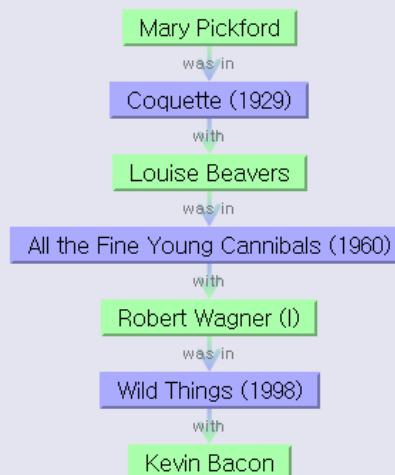 Mary Pickford
was in
Coquette (1929)
with
Louise Beavers
was in
All the Fine Young Cannibals (1960)
with
Robert Wagner (I)
was in
Wild Things (1998)
with
Kevin Bacon